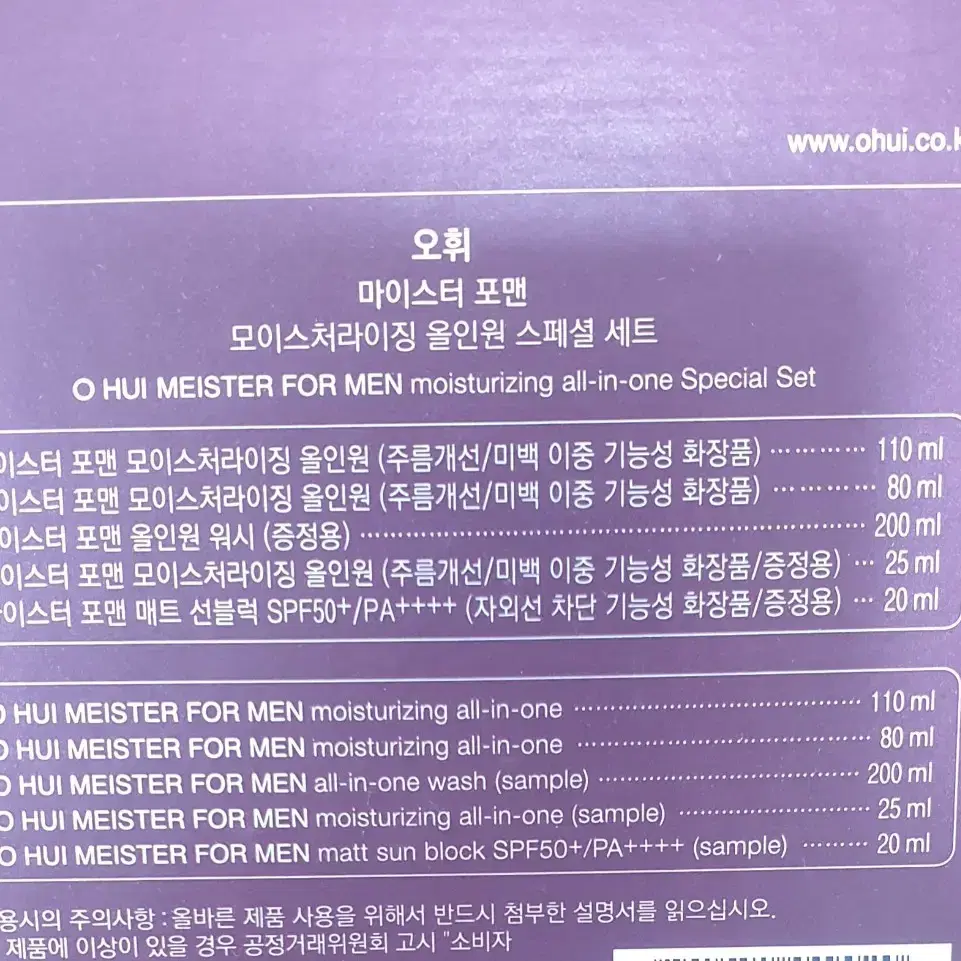 www.ohui.co.k
오휘
마이스터 포맨
모이스처라이징 올인원 스페셜 세트
O HUI MEISTER FOR MEN moisturizing all-in-one Special Set
이스터 포맨 모이스처라이징 올인원 (주름개선/미백 이중 기능성 화장품) ············ 110 ml
이스터 포맨 모이스처라이징 올인원 (주름개선/미백 이중 기능성 화장품) ············ 80 ml
이스터 포맨 올인원 워시 (증정용) ······························ 200 ml
이스터 포맨 모이스처라이징 올인원 (주름개선/미백 이중 기능성 화장품/증정용) ··· 25 ml
이스터 포맨 매트 선블럭 SPF50+/PA++++ (자외선 차단 기능성 화장품/증정용) ··· 20 ml
O HUI MEISTER FOR MEN moisturizing all-in-one ······························ 110 ml
O HUI MEISTER FOR MEN moisturizing all-in-one ······························ 80 ml
O HUI MEISTER FOR MEN all-in-one wash (sample) ······························ 200 ml
O HUI MEISTER FOR MEN moisturizing all-in-one (sample) ····················· 25 ml
O HUI MEISTER FOR MEN matt sun block SPF50+/PA++++ (sample) ········· 20 ml
용시의 주의사항 : 올바른 제품 사용을 위해서 반드시 첨부한 설명서를 읽으십시오.
제품에 이상이 있을 경우 공정거래위원회 고시 "소비자